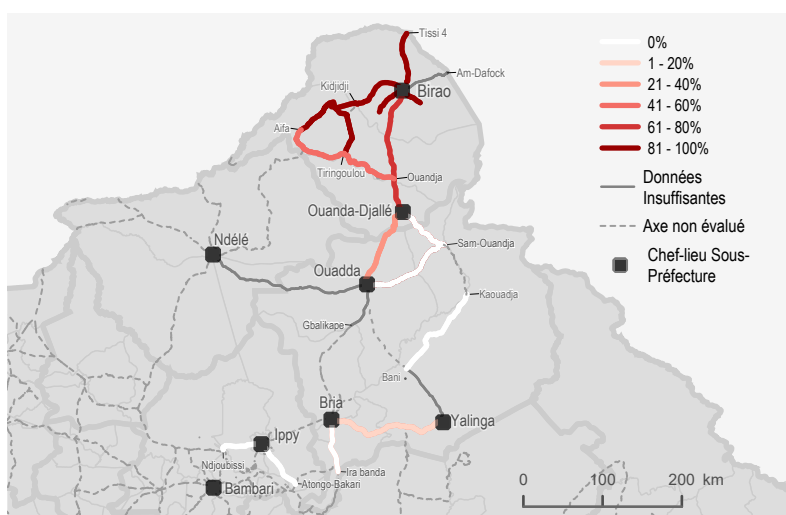 Tissi 4
0%
1 - 20%
21 - 40%
41 - 60%
61 - 80%
81 - 100%
Données
Insuffisantes
Axe non évalué
Chef-lieu Sous-
Préfecture
Am-Dafock
Kidjidji
Birao
Aifa
Tiringoulou
Ouandja
Ouanda-Djallé
Ndélé
Sam-Ouandja
Ouadda
Kaouadja
Gbalikape
Bani
Bria
Yalinga
Ippy
Ndjoubissi
Ira banda
Atongo-Bakari
Bambari
0 100 200 km